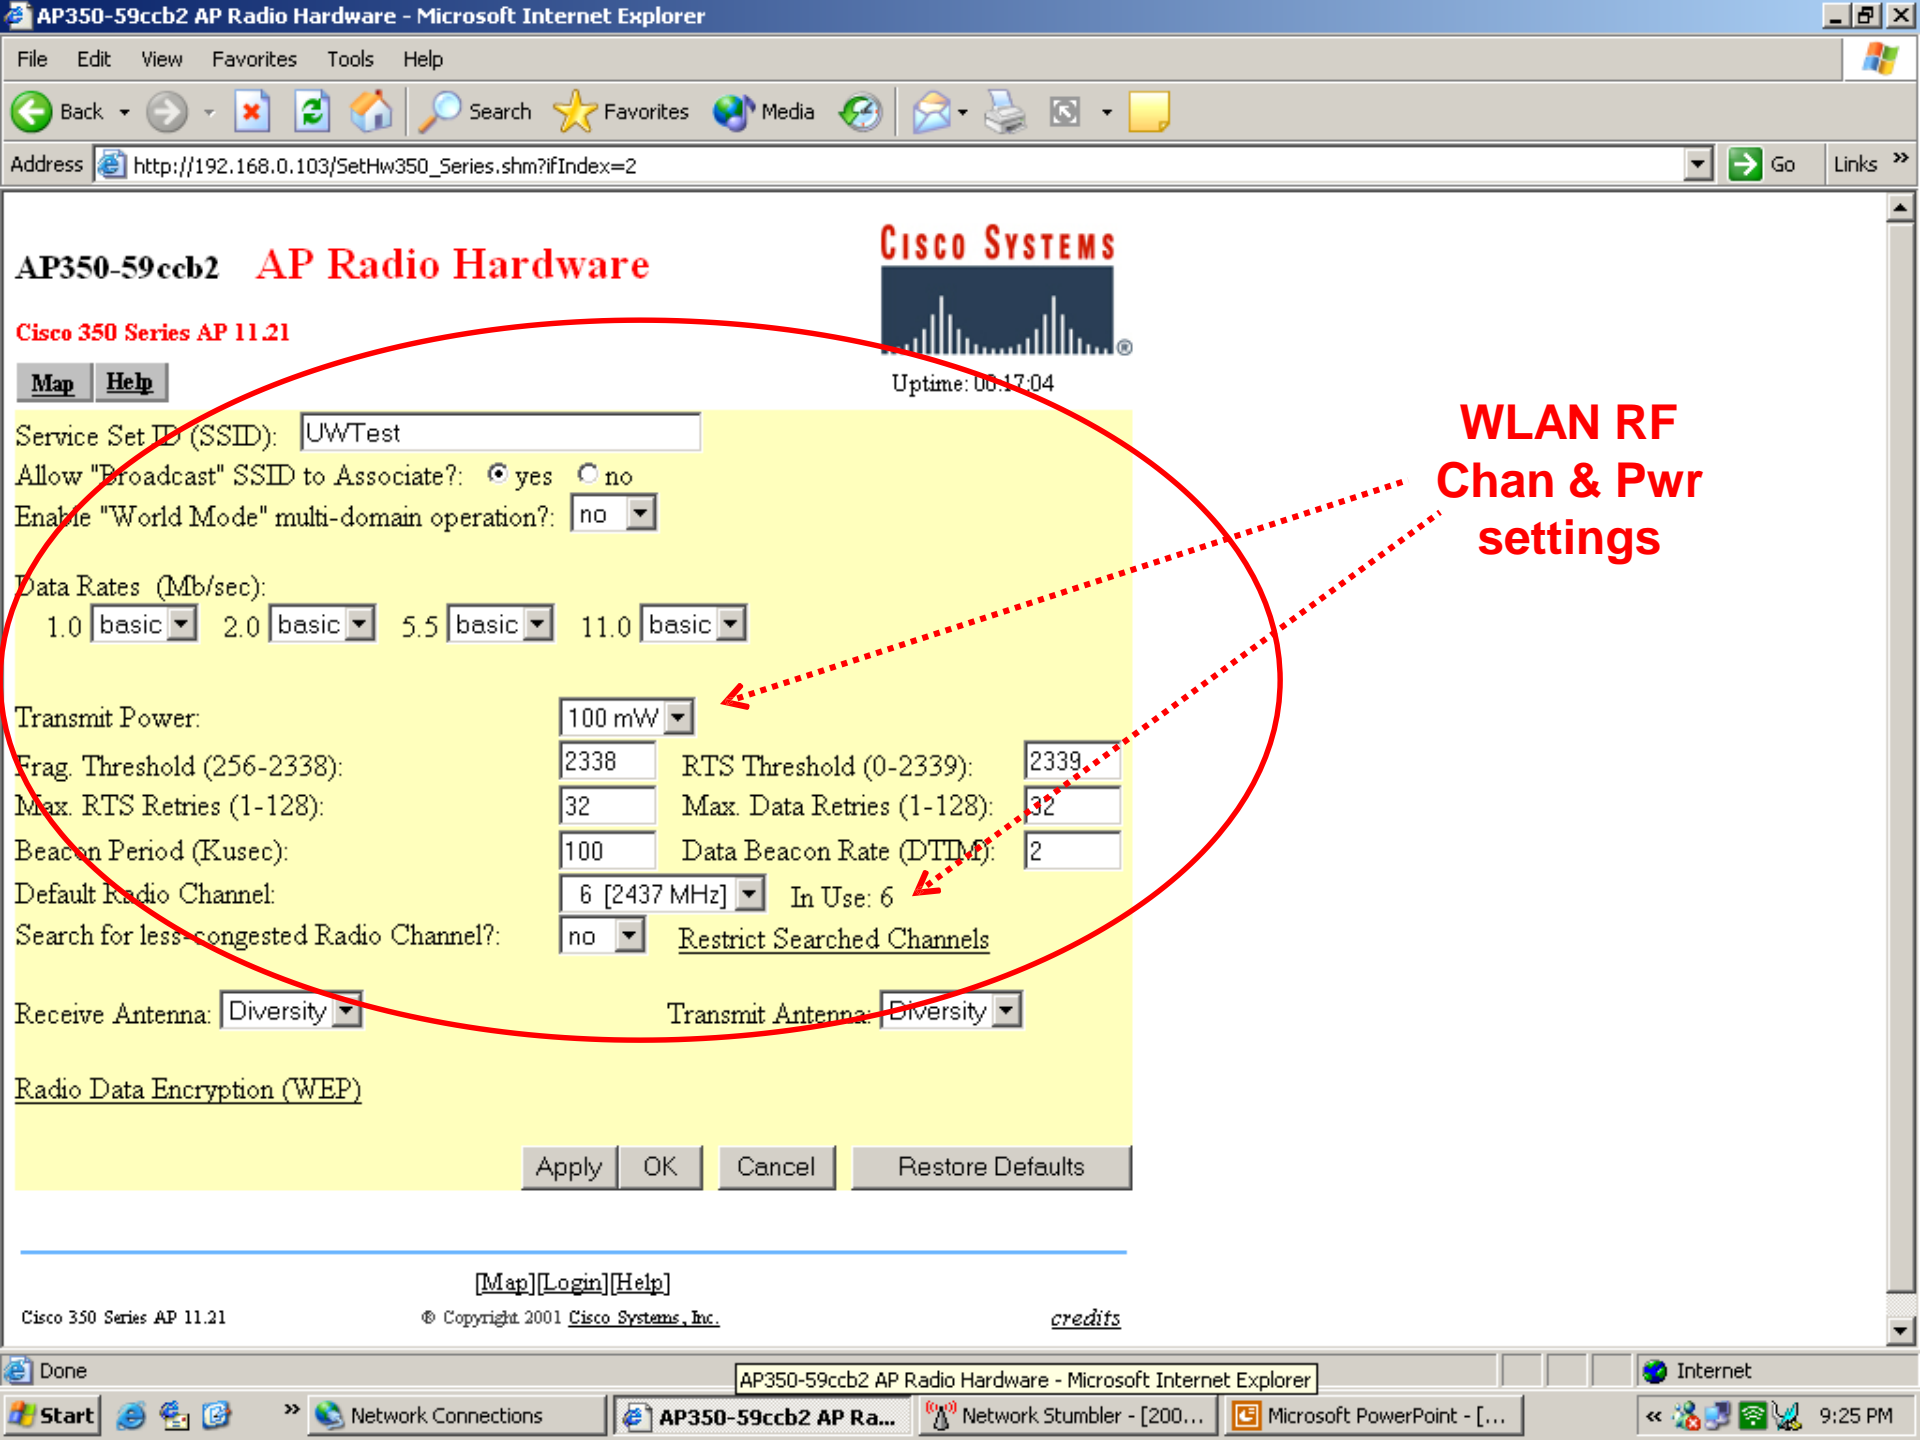 AP350-59ccb2 AP Radio Hardware - Microsoft Internet Explorer
File Edit View Favorites Tools Help
Back Search Favorites Media
Address http://192.168.0.103/SetHw350_Series.shm?ifIndex=2 Go Links »
AP350-59ccb2 AP Radio Hardware
CISCO SYSTEMS
®
Cisco 350 Series AP 11.21
Map Help
Uptime: 00:17:04
Service Set ID (SSID): UWTest
Allow "Broadcast" SSID to Associate?: yes no
Enable "World Mode" multi-domain operation?: no
Data Rates (Mb/sec):
1.0 basic 2.0 basic 5.5 basic 11.0 basic
Transmit Power: 100 mW
Frag. Threshold (256-2338): 2338 RTS Threshold (0-2339): 2339
Max. RTS Retries (1-128): 32 Max. Data Retries (1-128): 32
Beacon Period (Kusec): 100 Data Beacon Rate (DTIM): 2
Default Radio Channel: 6 [2437 MHz] In Use: 6
Search for less-congested Radio Channel?: no Restrict Searched Channels
Receive Antenna: Diversity Transmit Antenna: Diversity
Radio Data Encryption (WEP)
Apply OK Cancel Restore Defaults
WLAN RF
Chan & Pwr
settings
[Map][Login][Help]
Cisco 350 Series AP 11.21 © Copyright 2001 Cisco Systems, Inc. credits
Done Internet
AP350-59ccb2 AP Radio Hardware - Microsoft Internet Explorer
Start » Network Connections AP350-59ccb2 AP Ra... Network Stumbler - [200... Microsoft PowerPoint - [... « 9:25 PM